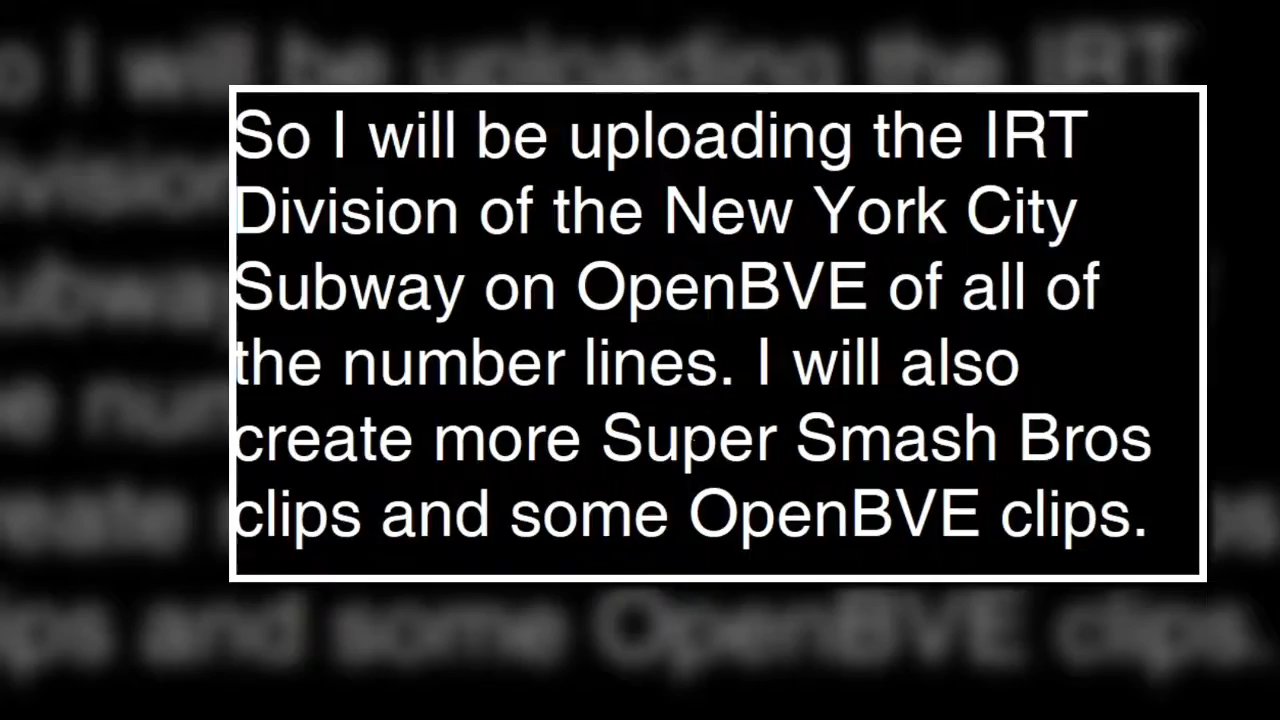 So I will be uploading the IRT
Division of the New York City
Subway on OpenBVE of all of
the number lines. I will also
create more Super Smash Bros
clips and some OpenBVE clips.